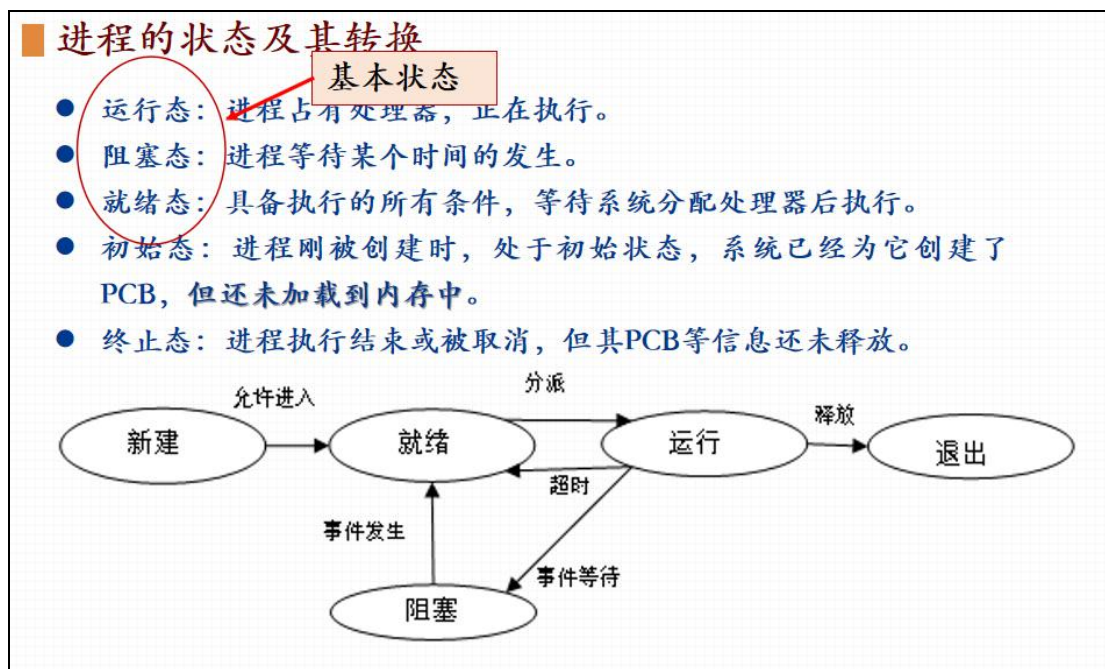 进程的状态及其转换
基本状态
运行态：进程占有处理器，正在执行。
阻塞态：进程等待某个时间的发生。
就绪态：具备执行的所有条件，等待系统分配处理器后执行。
初始态：进程刚被创建时，处于初始状态，系统已经为它创建了
PCB，但还未加载到内存中。
终止态：进程执行结束或被取消，但其PCB等信息还未释放。
分派
允许进入
释放
新建
就绪
运行
退出
超时
事件发生
事件等待
阻塞